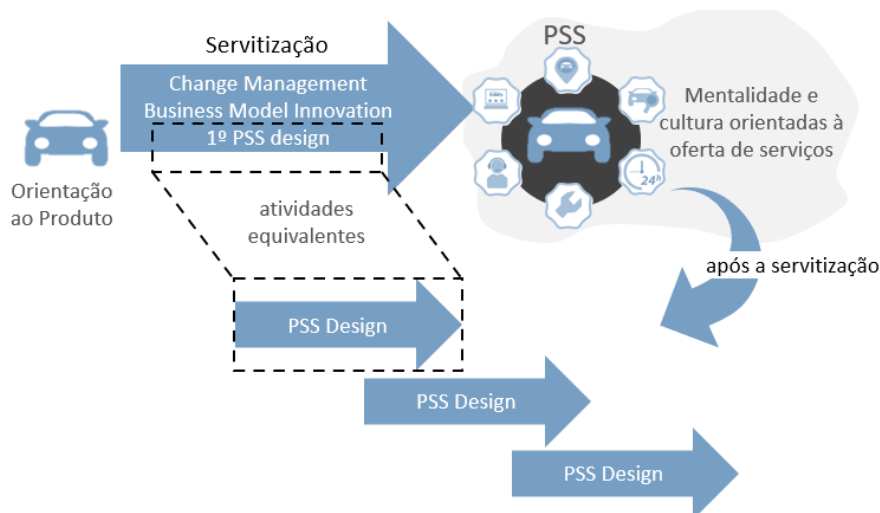 Servitização
Change Management
Business Model Innovation
1º PSS design
Orientação
ao Produto
PSS
24h
Mentalidade e
cultura orientadas à
oferta de serviços
atividades
equivalentes
após a servitização
PSS Design
PSS Design
PSS Design